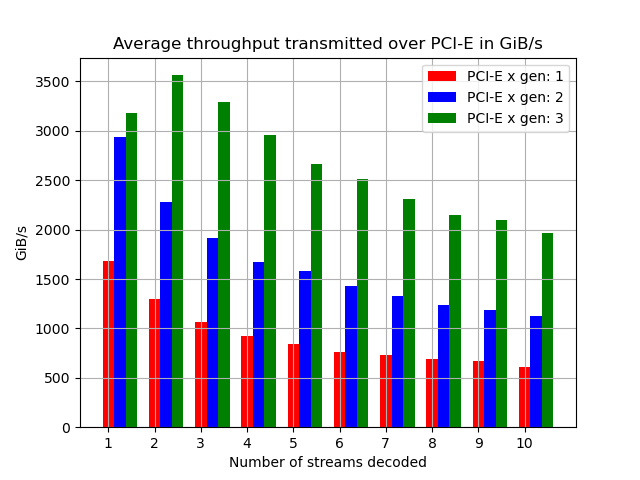 Average throughput transmitted over PCI-E in GiB/s
PCI-E x gen: 1
PCI-E x gen: 2
PCI-E x gen: 3
3500
3000
2500
2000
1500
1000
500
0
GiB/s
1 2 3 4 5 6 7 8 9 10
Number of streams decoded